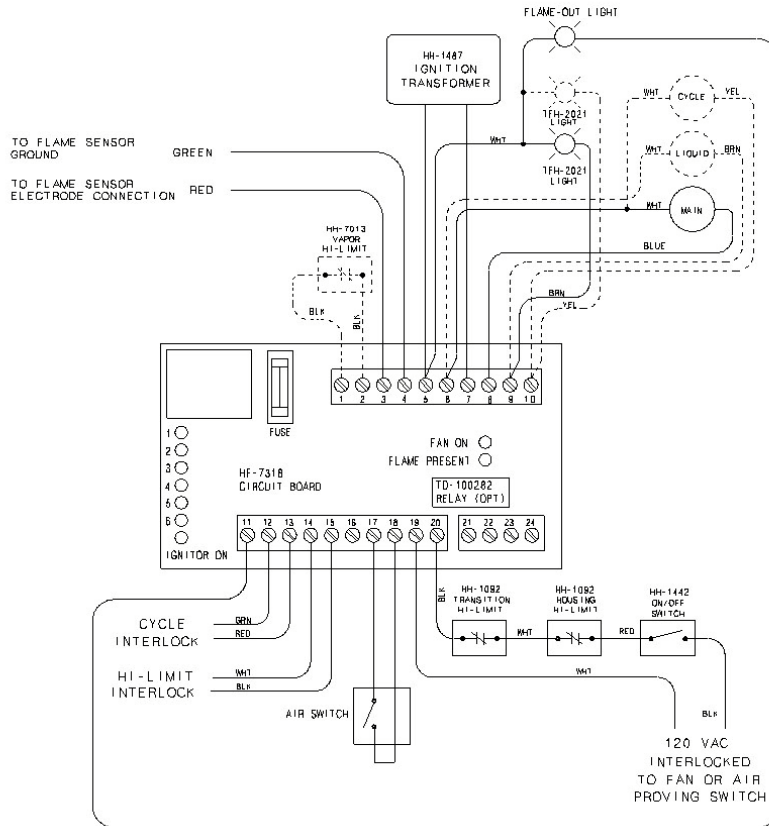 FLAME-OUT LIGHT
HH-1487
IGNITION
TRANSFORMER
WHT
CYCLE
YEL
TFH-2021
LIGHT
WHT
WHT
LIQUID
BRN
TFH-2021
LIGHT
TO FLAME SENSOR
GROUND
GREEN
TO FLAME SENSOR
ELECTRODE CONNECTION
RED
WHT
MAIN
HH-7013
VAPOR
HI-LIMIT
BLUE
BRN
YEL
BLK
BLK
1 2 3 4 5 6 7 8 9 10
FUSE
1
2
3
4
5
6
IGNITOR ON
FAN ON
FLAME PRESENT
HF-7318
CIRCUIT BOARD
TD-100282
RELAY (OPT)
11 12 13 14 15 16 17 18 19 20
21 22 23 24
BLK
HH-1092
TRANSITION
HI-LIMIT
HH-1092
HOUSING
HI-LIMIT
HH-1442
ON/OFF
SWITCH
WHT
RED
CYCLE
INTERLOCK
GRN
RED
HI-LIMIT
INTERLOCK
WHT
BLK
WHT
AIR SWITCH
BLK
120 VAC
INTERLOCKED
TO FAN OR AIR
PROVING SWITCH